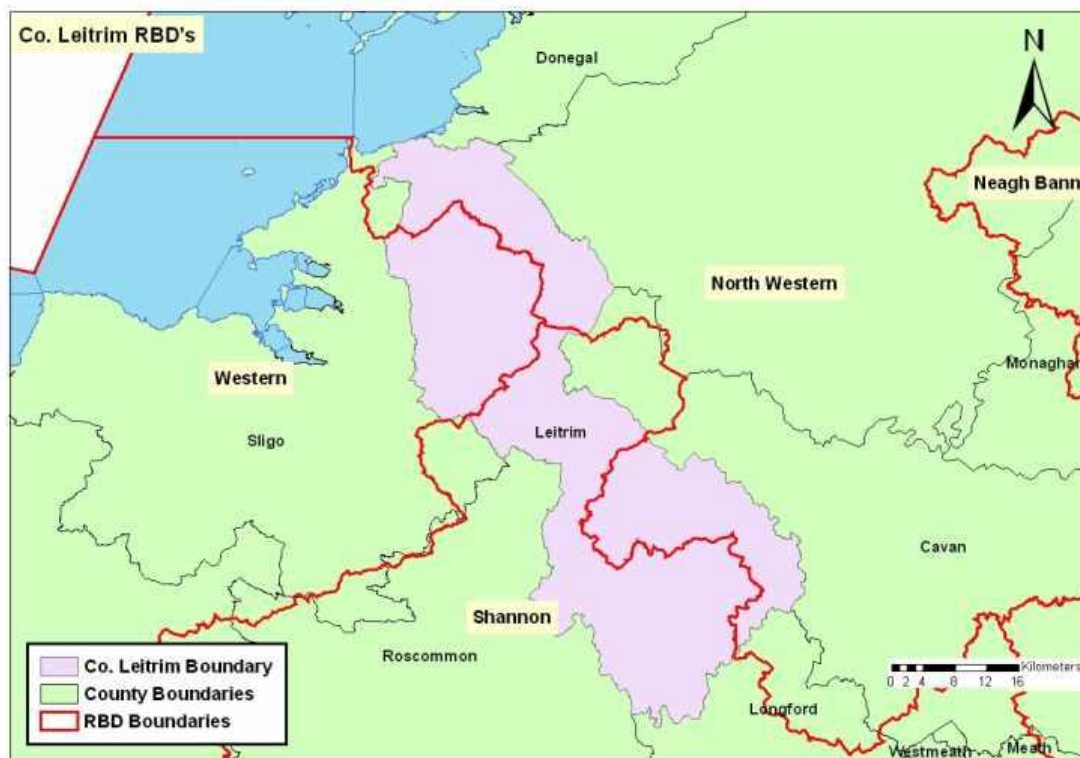 Co. Leitrim RBD's
Donegal
N
Neagh Bann
North Western
Monaghan
Western
Sligo
Leitrim
Cavan
Shannon
Roscommon
Longford
Westmeath
Meath
Co. Leitrim Boundary
County Boundaries
RBD Boundaries
Kilometers
0 2 4 8 12 16